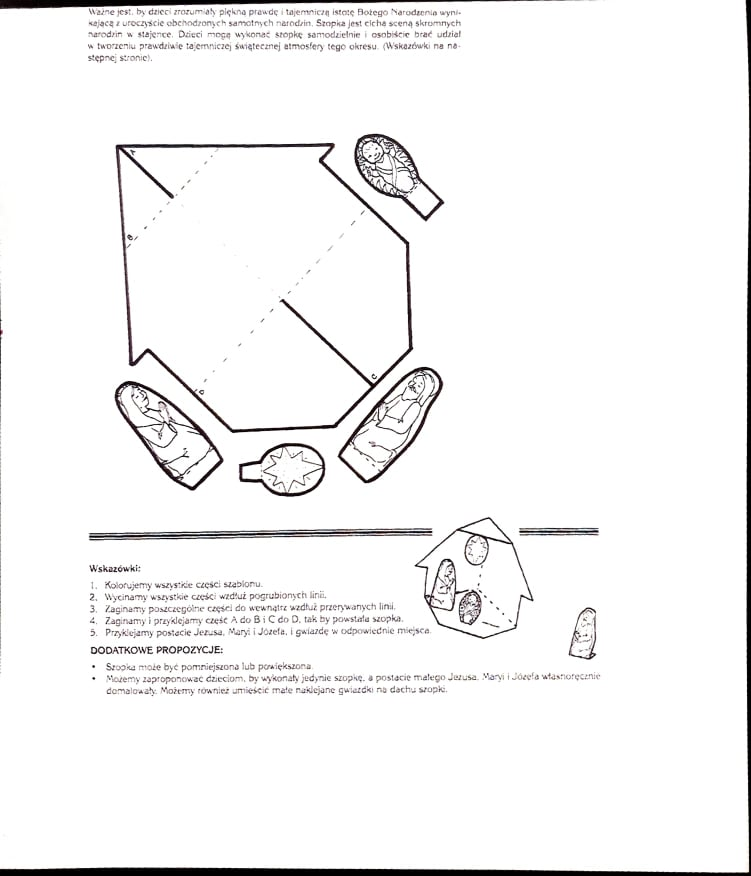 Ważne jest, by dzieci zrozumiały piękną prawdę i tajemniczą istotę Bożego Narodzenia wyni-
kającą z uroczyście obchodzonych samotnych narodzin. Szopka jest cichą sceną skromnych
narodzin w stajence. Dzieci mogą wykonać szopkę samodzielnie i osobiście brać udział
w tworzeniu prawdziwie tajemniczej świątecznej atmosfery tego okresu. (Wskazówki na na-
stępnej stronie).
A
B
C
D
Wskazówki:
1. Kolorujemy wszystkie części szablonu.
2. Wycinamy wszystkie części wzdłuż pogrubionych linii.
3. Zaginamy poszczególne części do wewnątrz wzdłuż przerywanych linii.
4. Zaginamy i przyklejamy część A do B i C do D, tak by powstała szopka.
5. Przyklejamy postacie Jezusa, Maryi i Józefa, i gwiazdę w odpowiednie miejsca.
DODATKOWE PROPOZYCJE:
• Szopka może być pomniejszona lub powiększona.
• Możemy zaproponować dzieciom, by wykonały jedynie szopkę, a postacie małego Jezusa, Maryi i Józefa własnoręcznie
domalowały. Możemy również umieścić małe naklejane gwiazdki na dachu szopki.